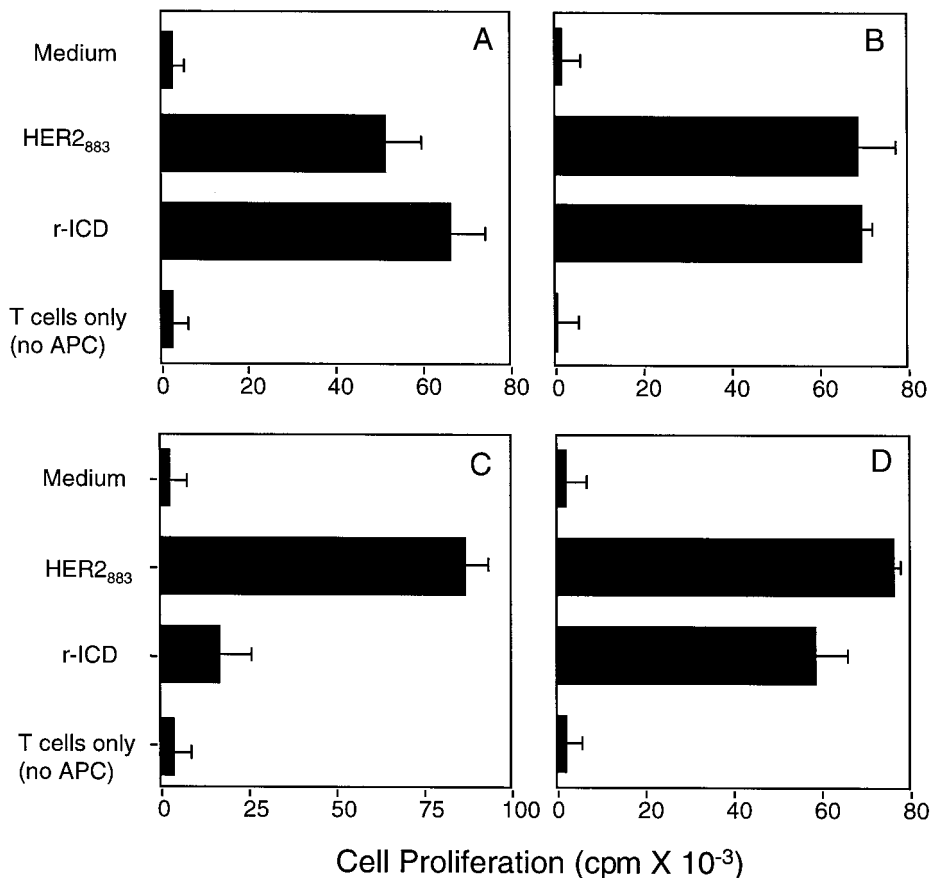 A
B
Medium
HER2₈₈₃
r-ICD
T cells only
(no APC)
0 20 40 60 80
0 20 40 60 80
C
D
Medium
HER2₈₈₃
r-ICD
T cells only
(no APC)
0 25 50 75 100
0 20 40 60 80
Cell Proliferation (cpm X 10⁻³)